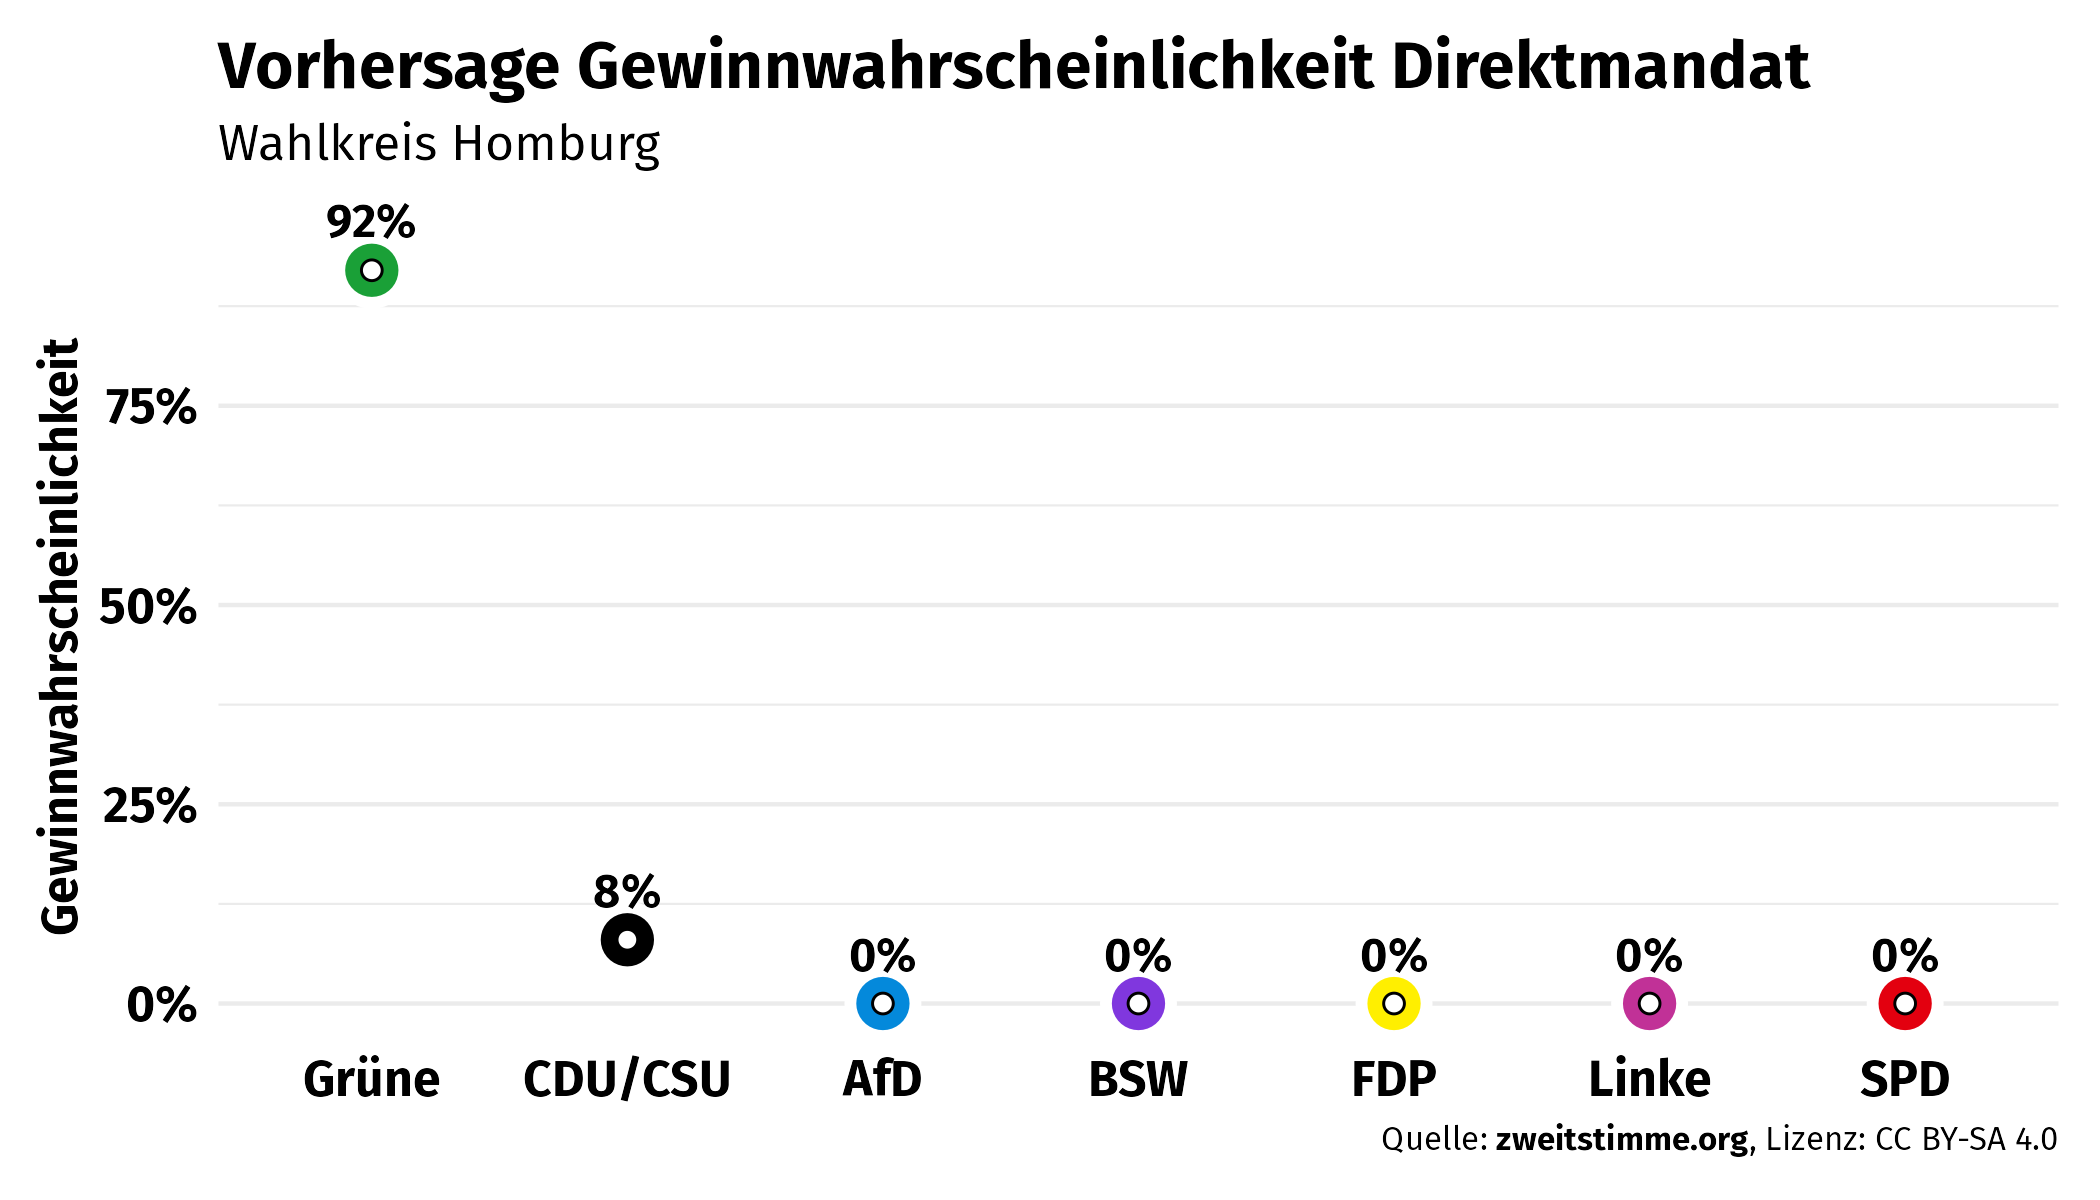 Vorhersage Gewinnwahrscheinlichkeit Direktmandat
Wahlkreis Homburg
92%
75%
50%
25%
8%
0% 0% 0% 0% 0%
0%
Gewinnwahrscheinlichkeit
Grüne CDU/CSU AfD BSW FDP Linke SPD
Quelle: zweitstimme.org, Lizenz: CC BY-SA 4.0